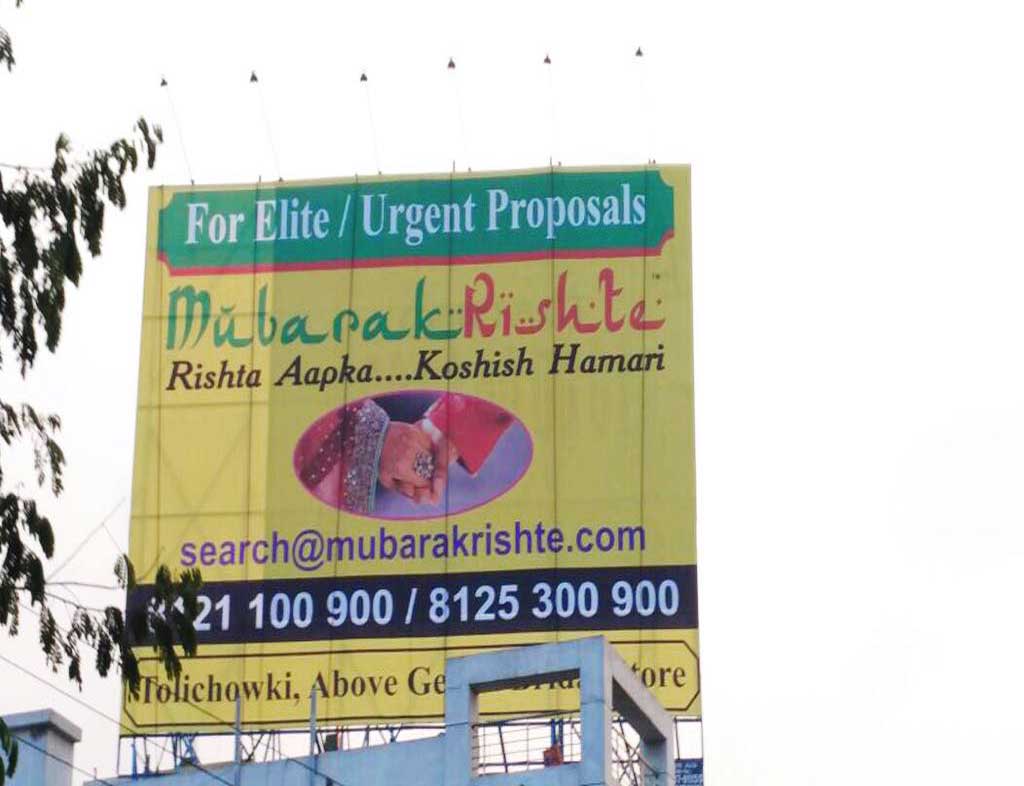 For Elite / Urgent Proposals
MubarakRishte
Rishta Aapka....Koshish Hamari
search@mubarakrishte.com
8121 100 900 / 8125 300 900
Tolichowki, Above